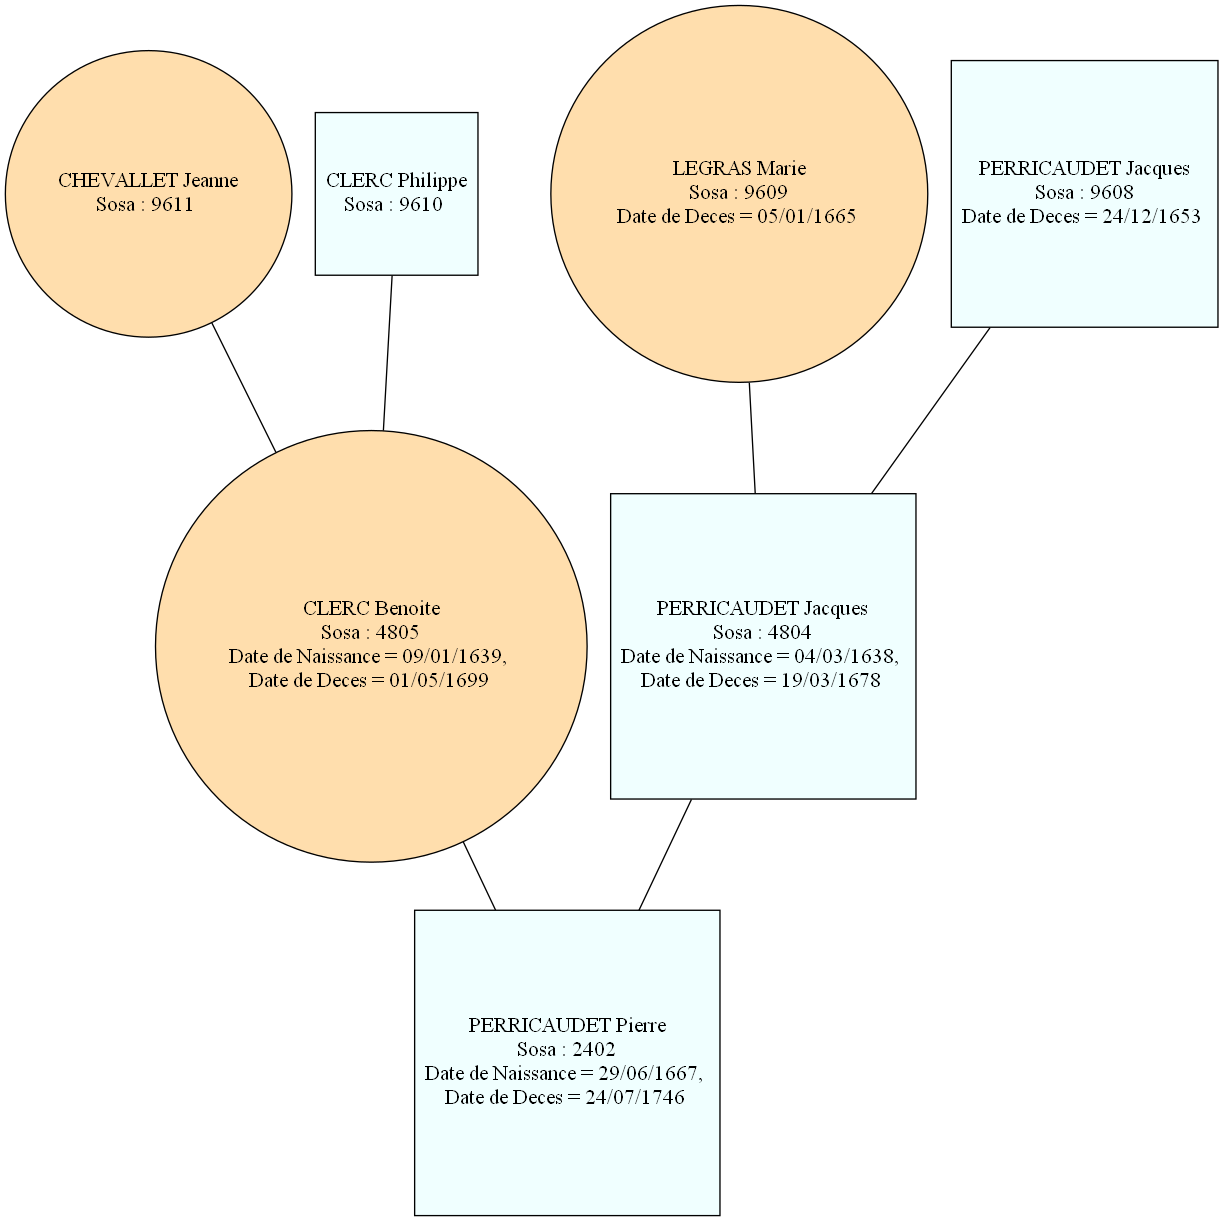 CHEVALLET Jeanne
Sosa : 9611
CLERC Philippe
Sosa : 9610
LEGRAS Marie
Sosa : 9609
Date de Deces = 05/01/1665
PERRICAUDET Jacques
Sosa : 9608
Date de Deces = 24/12/1653
CLERC Benoite
Sosa : 4805
Date de Naissance = 09/01/1639,
Date de Deces = 01/05/1699
PERRICAUDET Jacques
Sosa : 4804
Date de Naissance = 04/03/1638,
Date de Deces = 19/03/1678
PERRICAUDET Pierre
Sosa : 2402
Date de Naissance = 29/06/1667,
Date de Deces = 24/07/1746